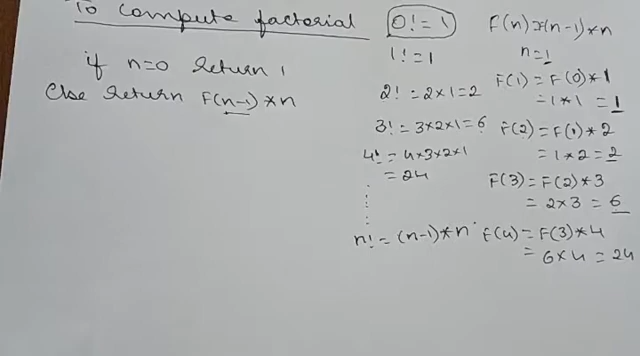 To compute factorial
if n=0 return 1
Else return F(n-1)*n
0! = 1
1! = 1
2! = 2×1=2
3! = 3×2×1=6
4! = 4×3×2×1
= 24
n! = (n-1)*n
n=1
F(1) = F(0)*1
= 1*1 = 1
F(2) = F(1)*2
= 1×2 = 2
F(3) = F(2)*3
= 2×3 = 6
F(4) = F(3)*4
= 6×4 = 24